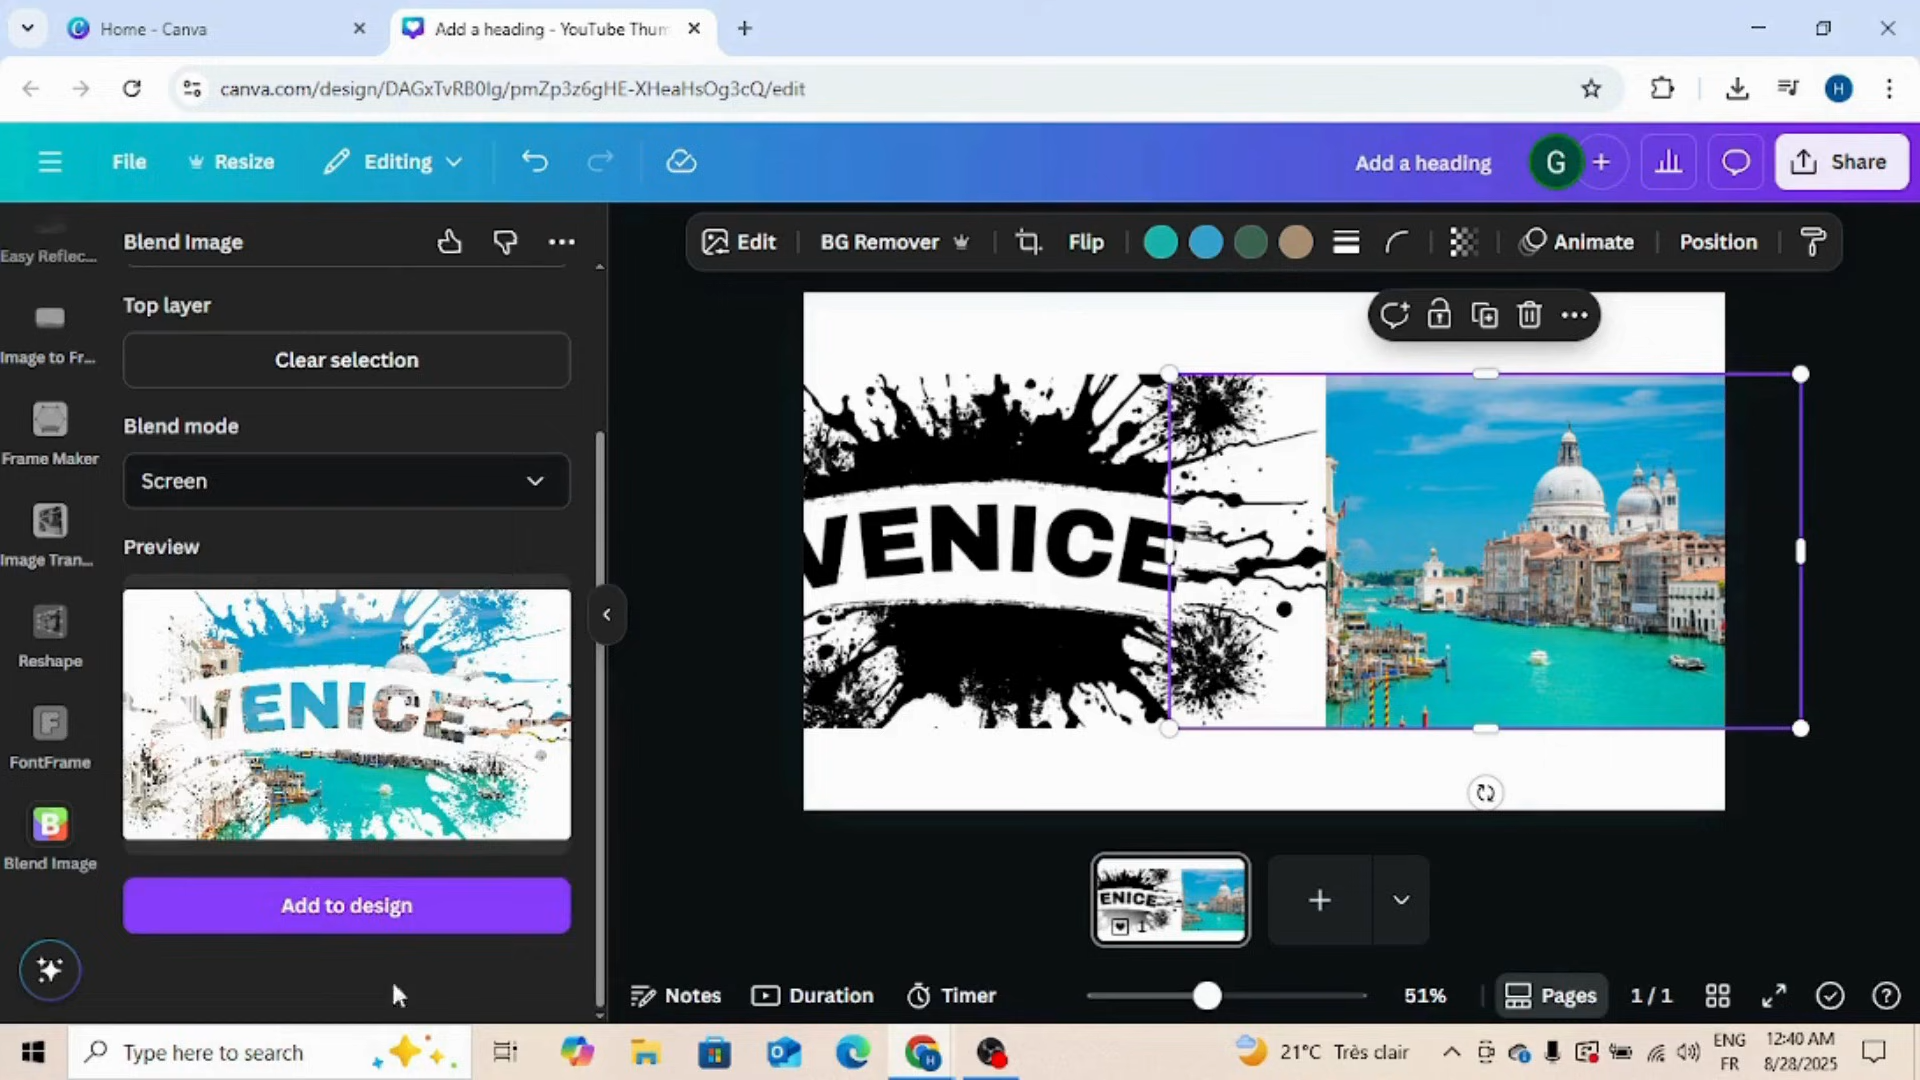 Home - Canva
Add a heading - YouTube Thum
canva.com/design/DAGxTvRB0Ig/pmZp3z6gHE-XHeaHsOg3cQ/edit
H
File
Resize
Editing
Add a heading
G
Share
Easy Reflec...
Image to Fr...
Frame Maker
Image Tran...
Reshape
FontFrame
Blend Image
Blend Image
Top layer
Clear selection
Blend mode
Screen
Preview
VENICE
Add to design
Edit
BG Remover
Flip
Animate
Position
VENICE
ENICE
1
Notes
Duration
Timer
51%
Pages
1 / 1
Type here to search
21°C Très clair
ENG
FR
12:40 AM
8/28/2025